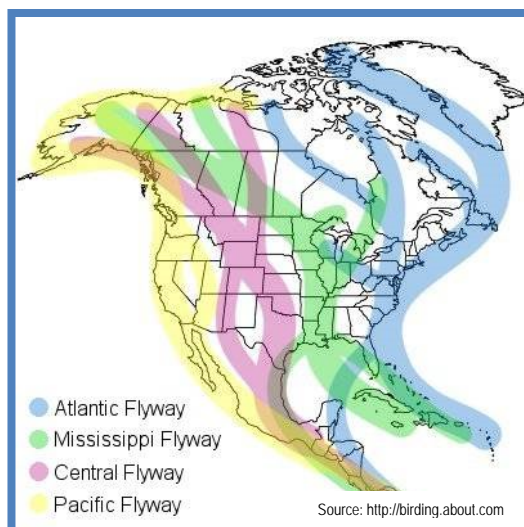 Atlantic Flyway
Mississippi Flyway
Central Flyway
Pacific Flyway
Source: http://birding.about.com